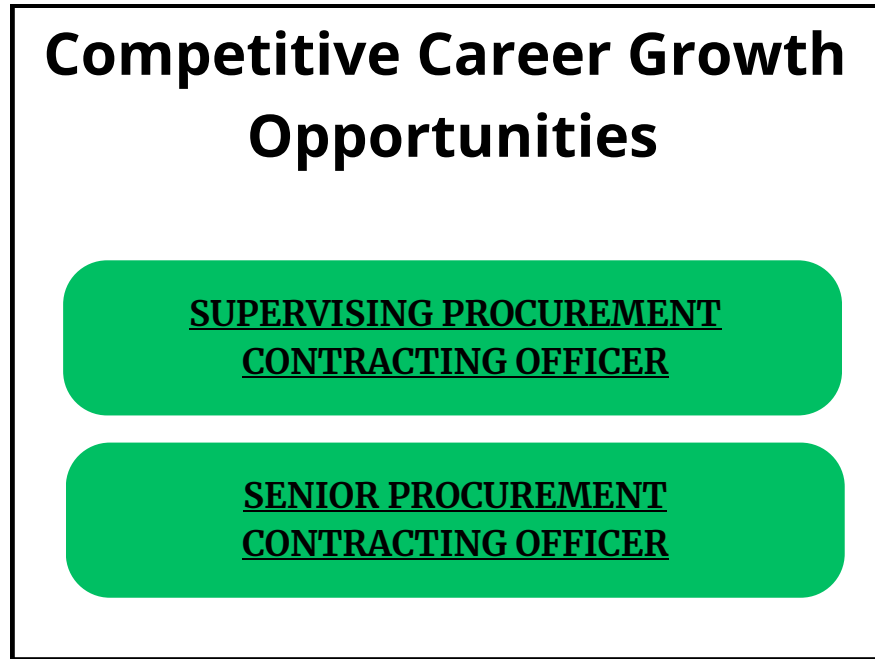 Competitive Career Growth
Opportunities
SUPERVISING PROCUREMENT
CONTRACTING OFFICER
SENIOR PROCUREMENT
CONTRACTING OFFICER